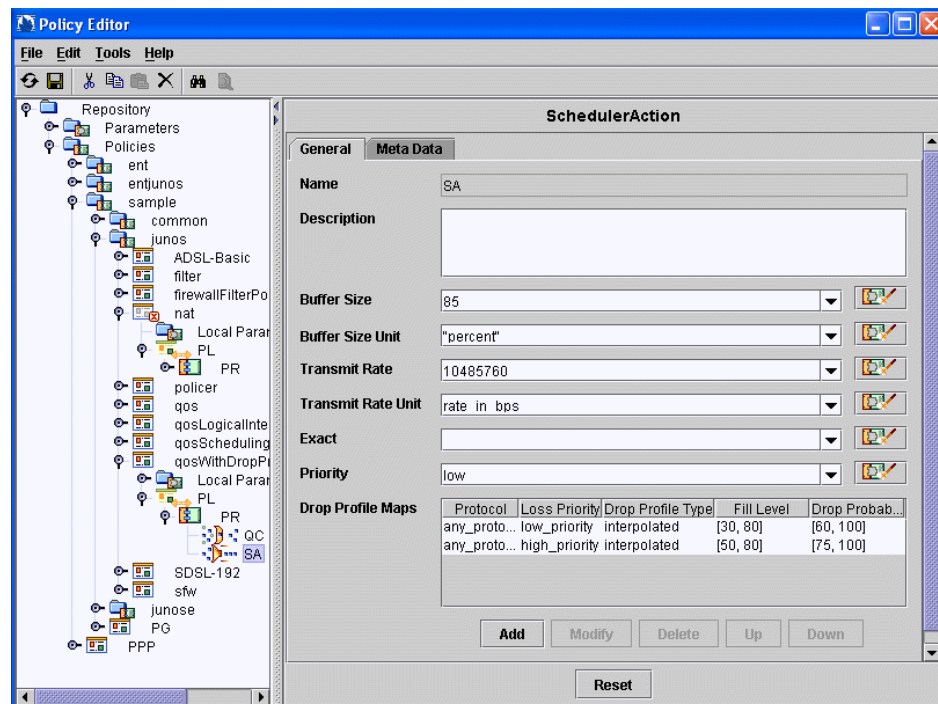 Policy Editor
File Edit Tools Help
Repository
Parameters
Policies
ent
entjunos
sample
common
junos
ADSL-Basic
filter
firewallFilterPo
nat
Local Parar
PL
PR
policer
qos
qosLogicalInte
qosScheduling
qosWithDropPr
Local Parar
PL
PR
QC
SA
SDSL-192
sfw
junose
PG
PPP
SchedulerAction
General Meta Data
Name SA
Description
Buffer Size 85
Buffer Size Unit "percent"
Transmit Rate 10485760
Transmit Rate Unit rate_in_bps
Exact
Priority low
Drop Profile Maps
Protocol Loss Priority Drop Profile Type Fill Level Drop Probab...
any_proto... low_priority interpolated [30, 80] [60, 100]
any_proto... high_priority interpolated [50, 80] [75, 100]
Add Modify Delete Up Down
Reset